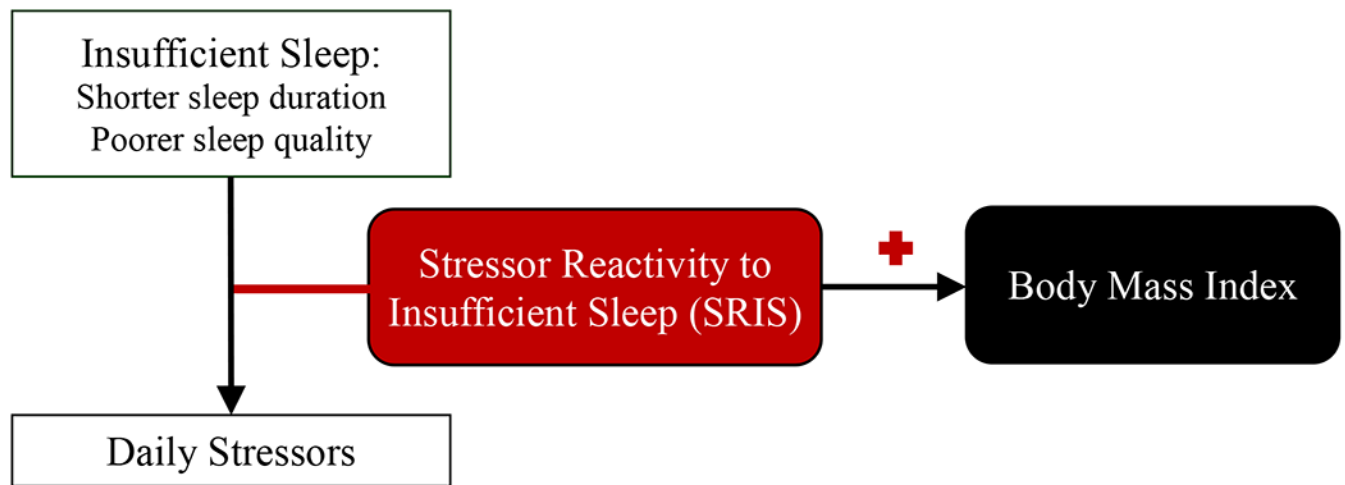 Insufficient Sleep:
Shorter sleep duration
Poorer sleep quality
Stressor Reactivity to
Insufficient Sleep (SRIS)
Body Mass Index
Daily Stressors